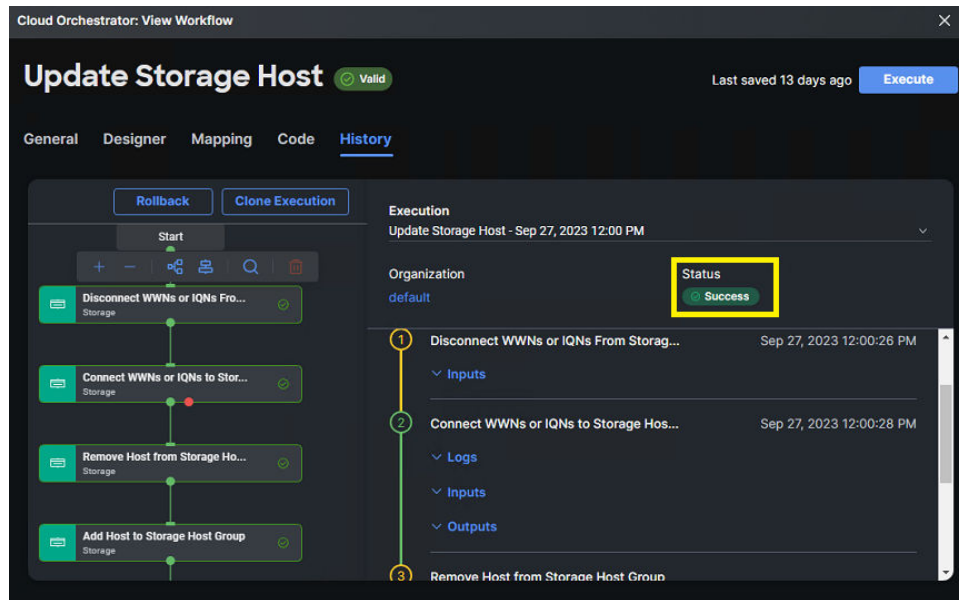 Cloud Orchestrator: View Workflow
Update Storage Host
Valid
Last saved 13 days ago
Execute
General Designer Mapping Code History
Rollback Clone Execution
Start
Disconnect WWNs or IQNs Fro...
Storage
Connect WWNs or IQNs to Stor...
Storage
Remove Host from Storage Ho...
Storage
Add Host to Storage Host Group
Storage
Execution
Update Storage Host - Sep 27, 2023 12:00 PM
Organization
default
Status
Success
1 Disconnect WWNs or IQNs From Storag... Sep 27, 2023 12:00:26 PM
Inputs
2 Connect WWNs or IQNs to Storage Hos... Sep 27, 2023 12:00:28 PM
Logs
Inputs
Outputs
3 Remove Host from Storage Host Group